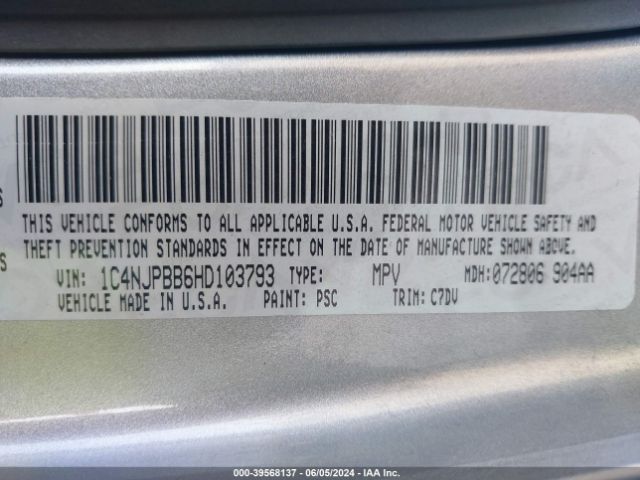 S
THIS VEHICLE CONFORMS TO ALL APPLICABLE U.S.A. FEDERAL MOTOR VEHICLE SAFETY AND
THEFT PREVENTION STANDARDS IN EFFECT ON THE DATE OF MANUFACTURE SHOWN ABOVE.
S
VIN: 1C4NJPBB6HD103793 TYPE: MPV MDH:072806 904AA
VEHICLE MADE IN U.S.A. PAINT: PSC TRIM: C7DV
000-39568137 - 06/05/2024 - IAA Inc.